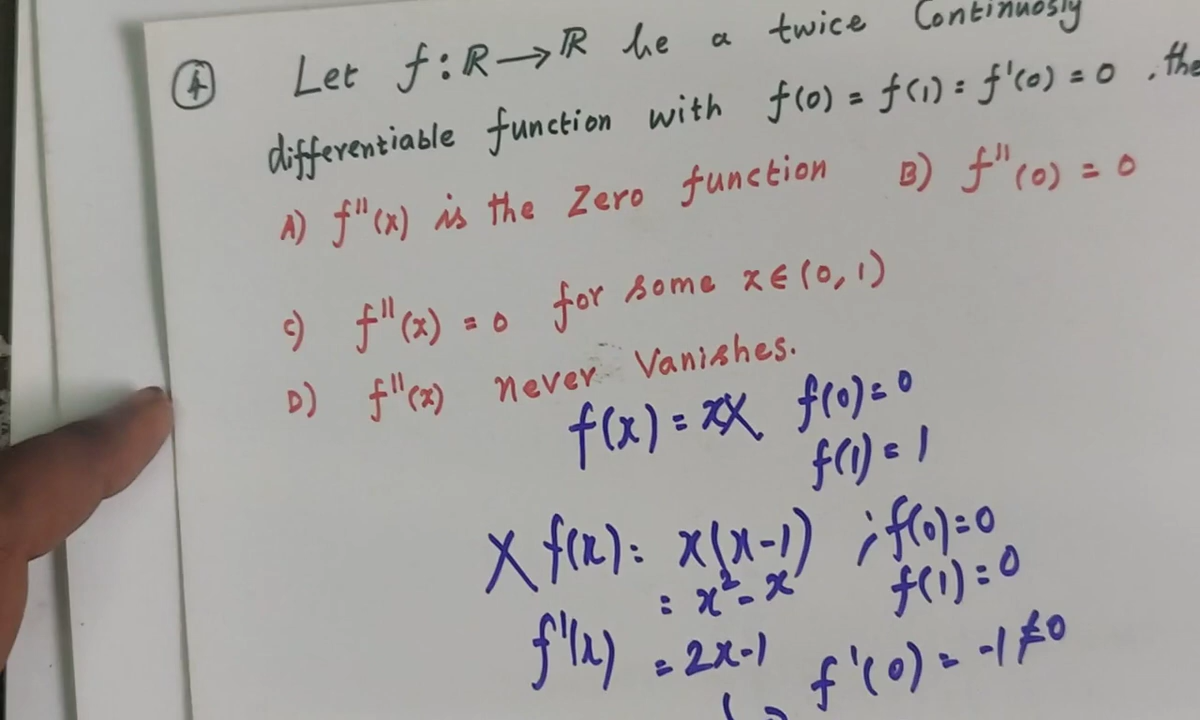 ④ Let f : ℝ → ℝ be a twice Continuosly
differentiable function with f(0) = f(1) = f'(0) = 0 , the
A) f''(x) is the Zero function B) f''(0) = 0
C) f''(x) = 0 for some x ∈ (0, 1)
D) f''(x) never Vanishes.
f(x) = x X f(0) = 0
f(1) = 1
X f(x) = x(x-1) ; f(0) = 0
= x² - x f(1) = 0
f'(x) = 2x-1 f'(0) = -1 ≠ 0